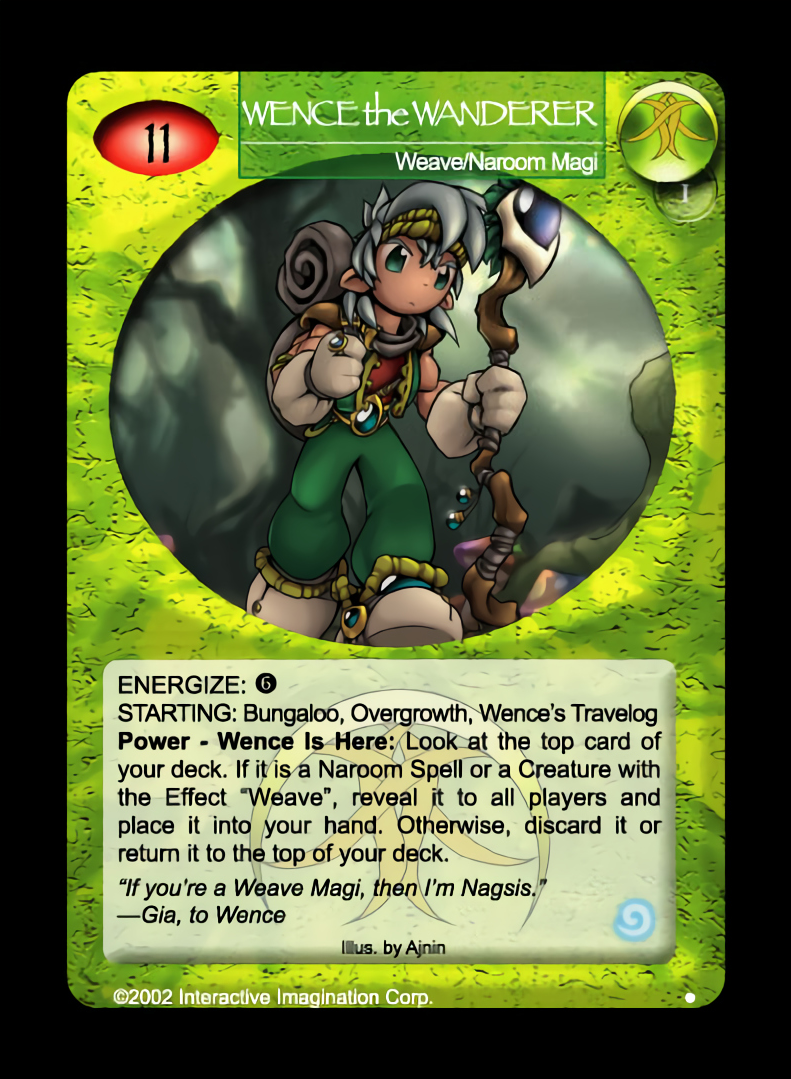 11
WENCE the WANDERER
Weave/Naroom Magi
I
ENERGIZE: 6
STARTING: Bungaloo, Overgrowth, Wence's Travelog
Power - Wence Is Here: Look at the top card of
your deck. If it is a Naroom Spell or a Creature with
the Effect "Weave", reveal it to all players and
place it into your hand. Otherwise, discard it or
return it to the top of your deck.
"If you're a Weave Magi, then I'm Nagsis."
—Gia, to Wence
Illus. by Ajnin
©2002 Interactive Imagination Corp.